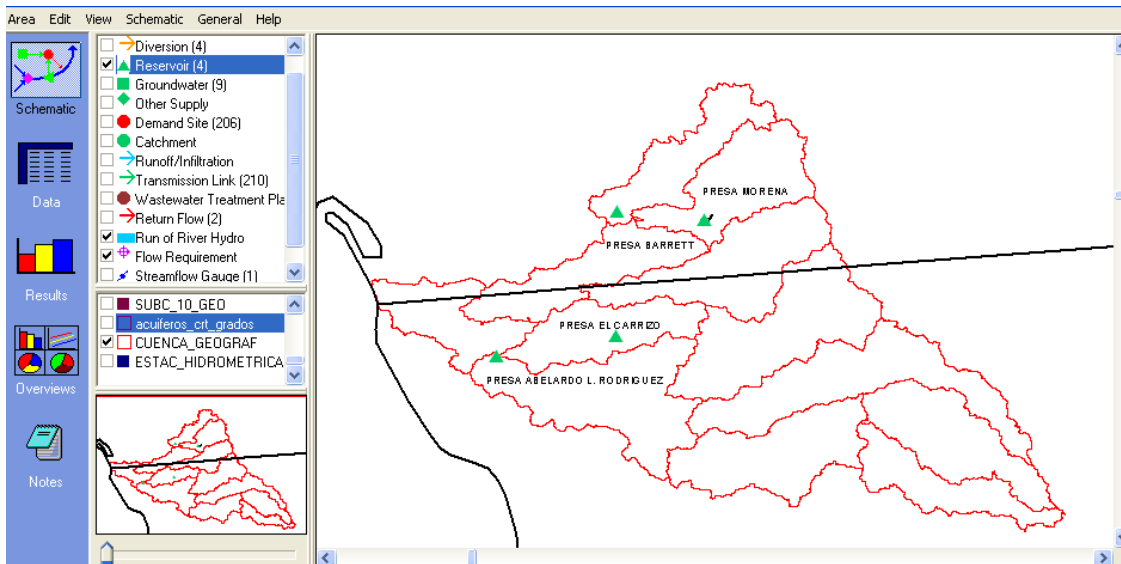 Area Edit View Schematic General Help
Schematic
Data
Results
Overviews
Notes
Diversion (4)
Reservoir (4)
Groundwater (9)
Other Supply
Demand Site (206)
Catchment
Runoff/Infiltration
Transmission Link (210)
Wastewater Treatment Pla
Return Flow (2)
Run of River Hydro
Flow Requirement
Streamflow Gauge (1)
SUBC_10_GEO
acuiferos_crt_grados
CUENCA_GEOGRAF
ESTAC_HIDROMETRICA
PRESA MORENA
PRESA BARRETT
PRESA EL CARRIZO
PRESA ABELARDO L. RODRIGUEZ